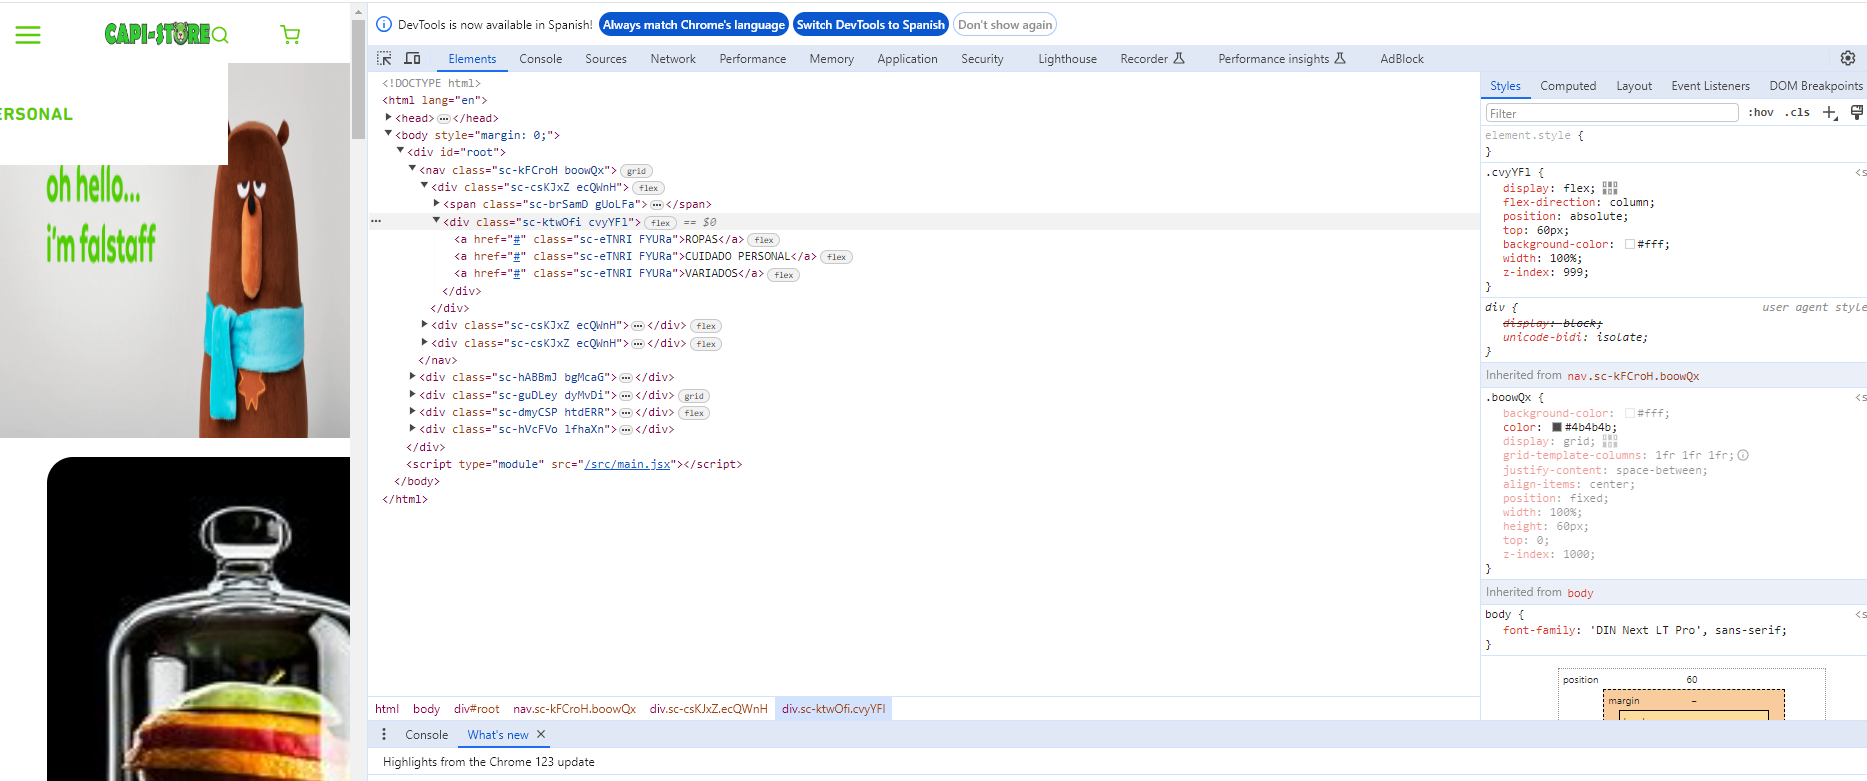 CAPI-STORE
ERSONAL
oh hello...
i'm falstaff
DevTools is now available in Spanish! Always match Chrome's language Switch DevTools to Spanish Don't show again
Elements Console Sources Network Performance Memory Application Security Lighthouse Recorder Performance insights AdBlock
<!DOCTYPE html>
<html lang="en">
<head> ... </head>
<body style="margin: 0;">
<div id="root">
<nav class="sc-kFCroH boowQx"> grid
<div class="sc-csKJxZ ecQWnH"> flex
<span class="sc-brSamD gUoLFa"> ... </span>
... <div class="sc-ktwOfi cvyYFl"> flex == $0
<a href="#" class="sc-eTNRI FYURa">ROPAS</a> flex
<a href="#" class="sc-eTNRI FYURa">CUIDADO PERSONAL</a> flex
<a href="#" class="sc-eTNRI FYURa">VARIADOS</a> flex
</div>
</div>
<div class="sc-csKJxZ ecQWnH"> ... </div> flex
<div class="sc-csKJxZ ecQWnH"> ... </div> flex
</nav>
<div class="sc-hABBmJ bgMcaG"> ... </div>
<div class="sc-guDLey dyMvDi"> ... </div> grid
<div class="sc-dmyCSP htdERR"> ... </div> flex
<div class="sc-hVcFVo lfhaXn"> ... </div>
</div>
<script type="module" src="/src/main.jsx"></script>
</body>
</html>
html body div#root nav.sc-kFCroH.boowQx div.sc-csKJxZ.ecQWnH div.sc-ktwOfi.cvyYFl
Console What's new
Highlights from the Chrome 123 update
Styles Computed Layout Event Listeners DOM Breakpoints
Filter :hov .cls
element.style {
}
.cvyYFl { <s
display: flex;
flex-direction: column;
position: absolute;
top: 60px;
background-color: #fff;
width: 100%;
z-index: 999;
}
div { user agent style
display: block;
unicode-bidi: isolate;
}
Inherited from nav.sc-kFCroH.boowQx
.boowQx { <s
background-color: #fff;
color: #4b4b4b;
display: grid;
grid-template-columns: 1fr 1fr 1fr;
justify-content: space-between;
align-items: center;
position: fixed;
width: 100%;
height: 60px;
top: 0;
z-index: 1000;
}
Inherited from body
body { <s
font-family: 'DIN Next LT Pro', sans-serif;
}
position 60
margin –